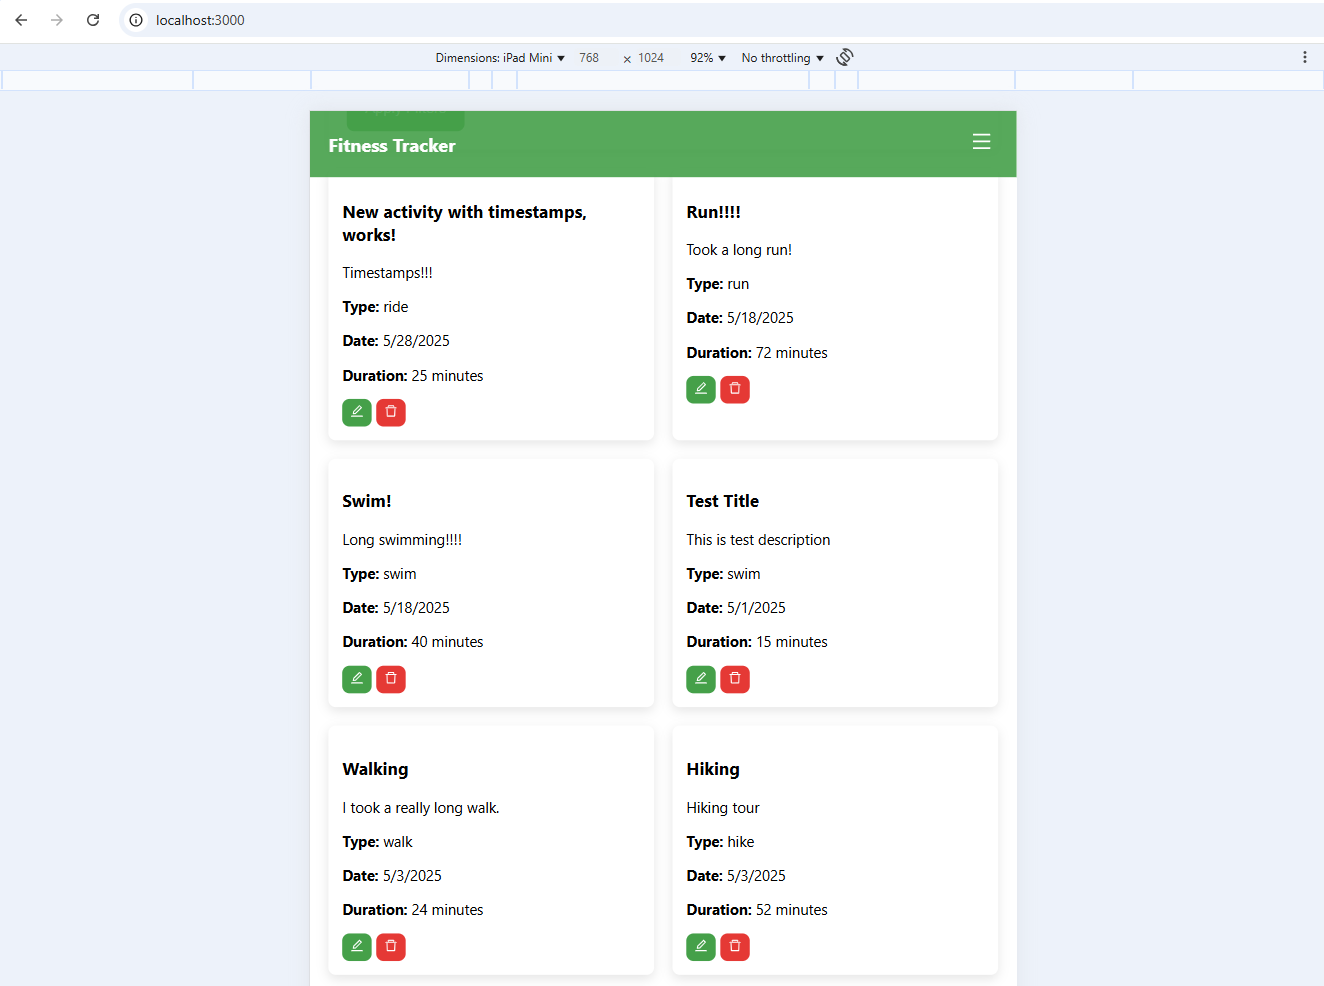 localhost:3000
Dimensions: iPad Mini 768 × 1024 92% No throttling
Fitness Tracker
New activity with timestamps,
works!
Timestamps!!!
Type: ride
Date: 5/28/2025
Duration: 25 minutes
Run!!!!
Took a long run!
Type: run
Date: 5/18/2025
Duration: 72 minutes
Swim!
Long swimming!!!!
Type: swim
Date: 5/18/2025
Duration: 40 minutes
Test Title
This is test description
Type: swim
Date: 5/1/2025
Duration: 15 minutes
Walking
I took a really long walk.
Type: walk
Date: 5/3/2025
Duration: 24 minutes
Hiking
Hiking tour
Type: hike
Date: 5/3/2025
Duration: 52 minutes